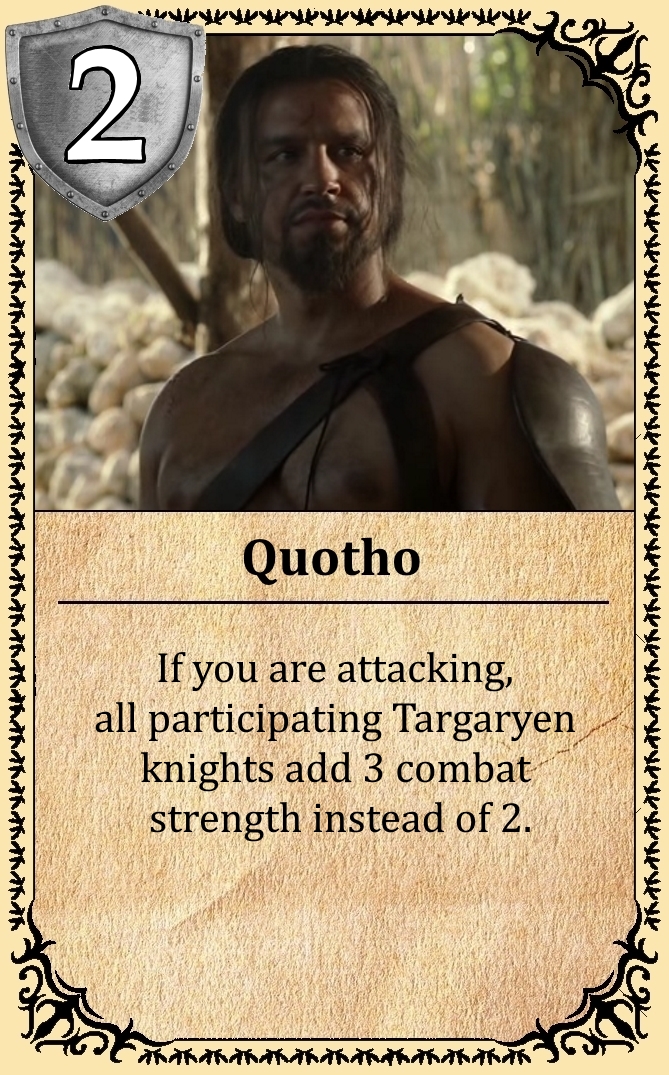 2
Quotho
If you are attacking,
all participating Targaryen
knights add 3 combat
strength instead of 2.